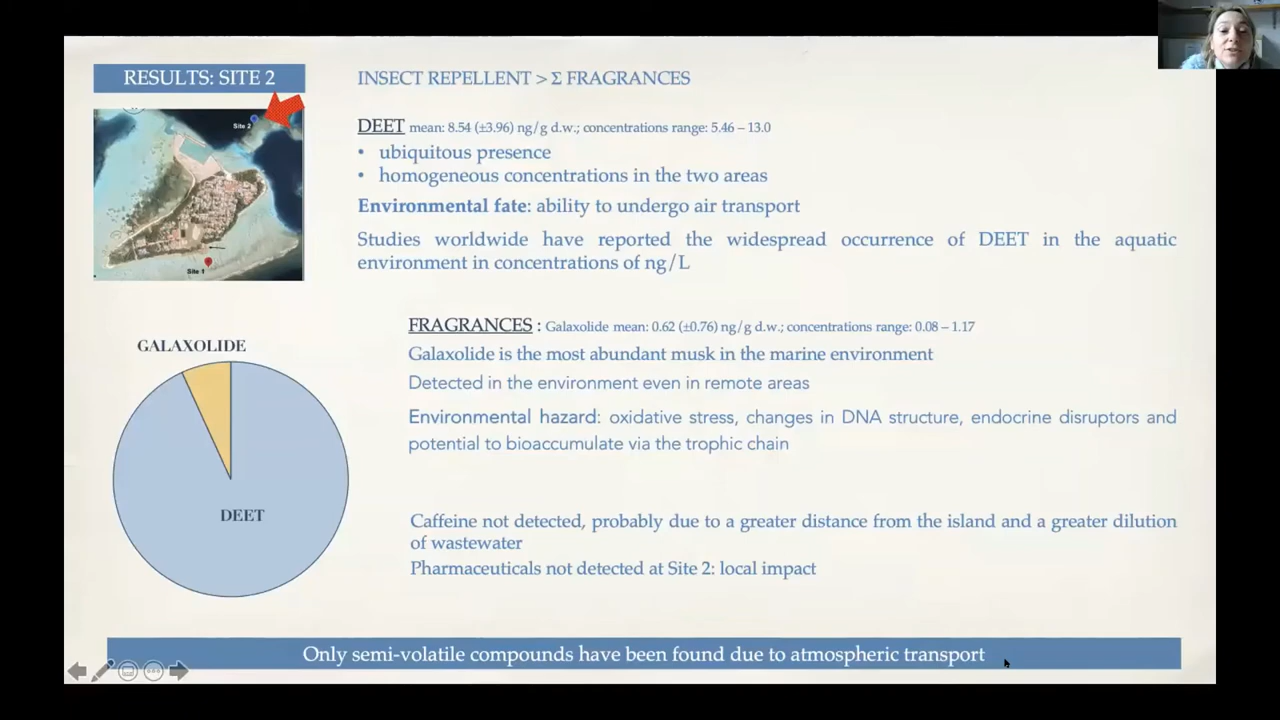 RESULTS: SITE 2
INSECT REPELLENT > Σ FRAGRANCES
Site 2
Site 1
DEET mean: 8.54 (±3.96) ng/g d.w.; concentrations range: 5.46 – 13.0
• ubiquitous presence
• homogeneous concentrations in the two areas
Environmental fate: ability to undergo air transport
Studies worldwide have reported the widespread occurrence of DEET in the aquatic
environment in concentrations of ng/L
FRAGRANCES : Galaxolide mean: 0.62 (±0.76) ng/g d.w.; concentrations range: 0.08 – 1.17
Galaxolide is the most abundant musk in the marine environment
Detected in the environment even in remote areas
Environmental hazard: oxidative stress, changes in DNA structure, endocrine disruptors and
potential to bioaccumulate via the trophic chain
GALAXOLIDE
DEET
Caffeine not detected, probably due to a greater distance from the island and a greater dilution
of wastewater
Pharmaceuticals not detected at Site 2: local impact
Only semi-volatile compounds have been found due to atmospheric transport